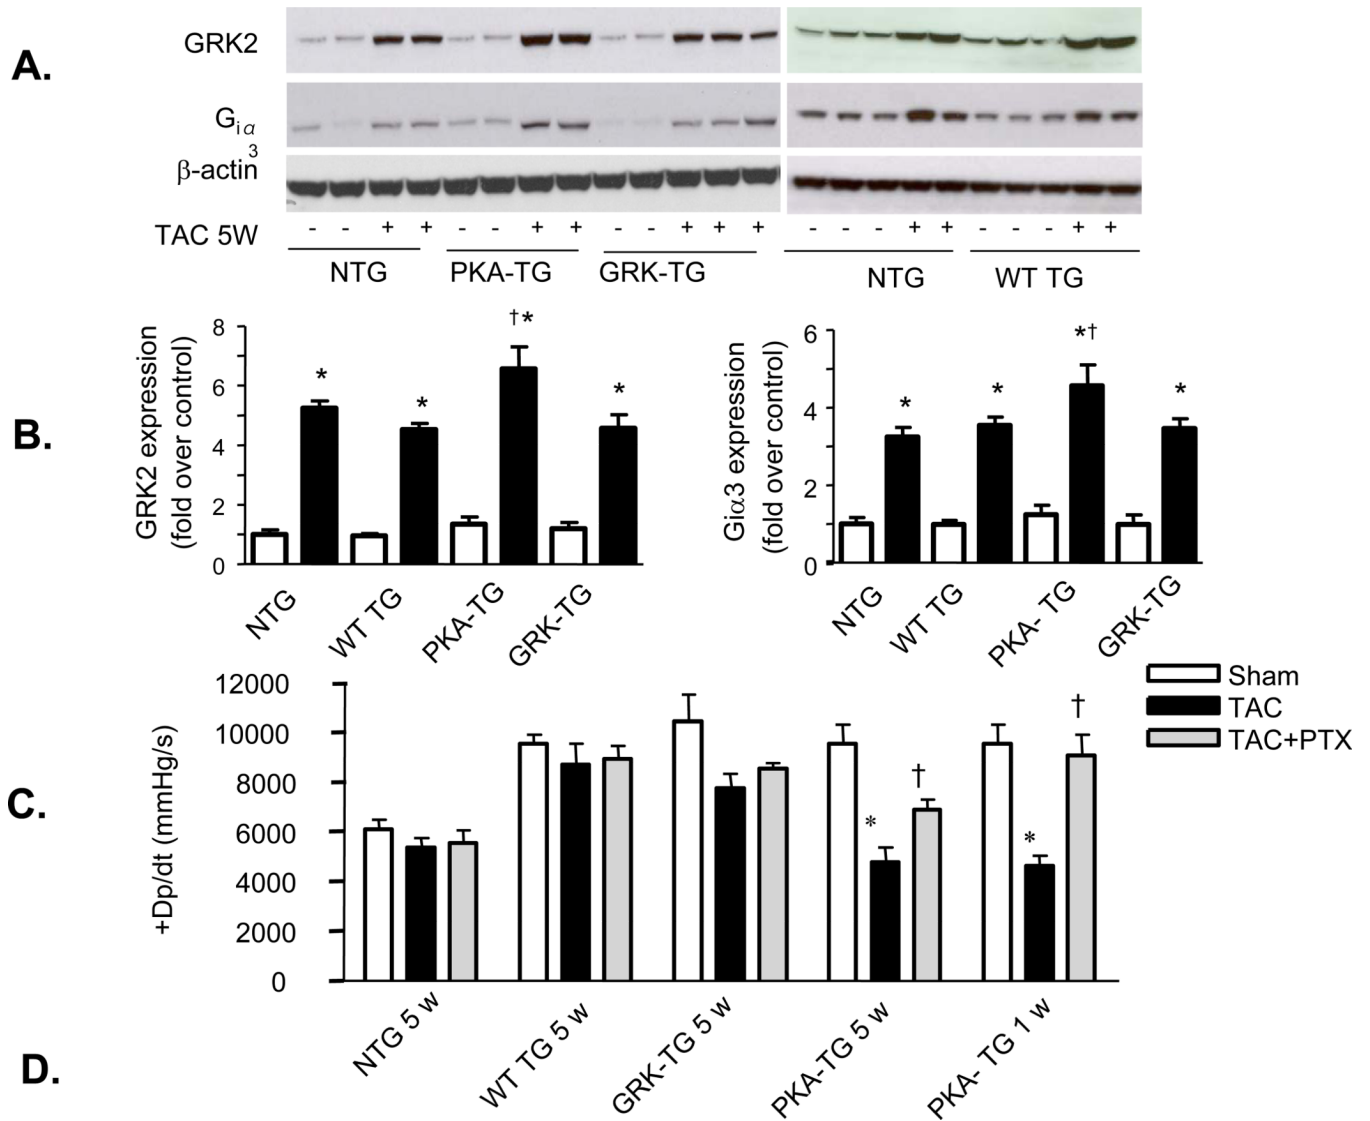 A.
GRK2
Giα
3
β-actin
TAC 5W
- - + + - - + + - - + + + - - - + + - - - + +
NTG PKA-TG GRK-TG NTG WT TG
B.
GRK2 expression
(fold over control)
8
6
4
2
0
* * †* *
NTG WT TG PKA-TG GRK-TG
Giα3 expression
(fold over control)
6
4
2
0
* * *† *
NTG WT TG PKA- TG GRK-TG
C.
+Dp/dt (mmHg/s)
12000
10000
8000
6000
4000
2000
0
* † * †
Sham
TAC
TAC+PTX
NTG 5 w WT TG 5 w GRK-TG 5 w PKA-TG 5 w PKA- TG 1 w
D.